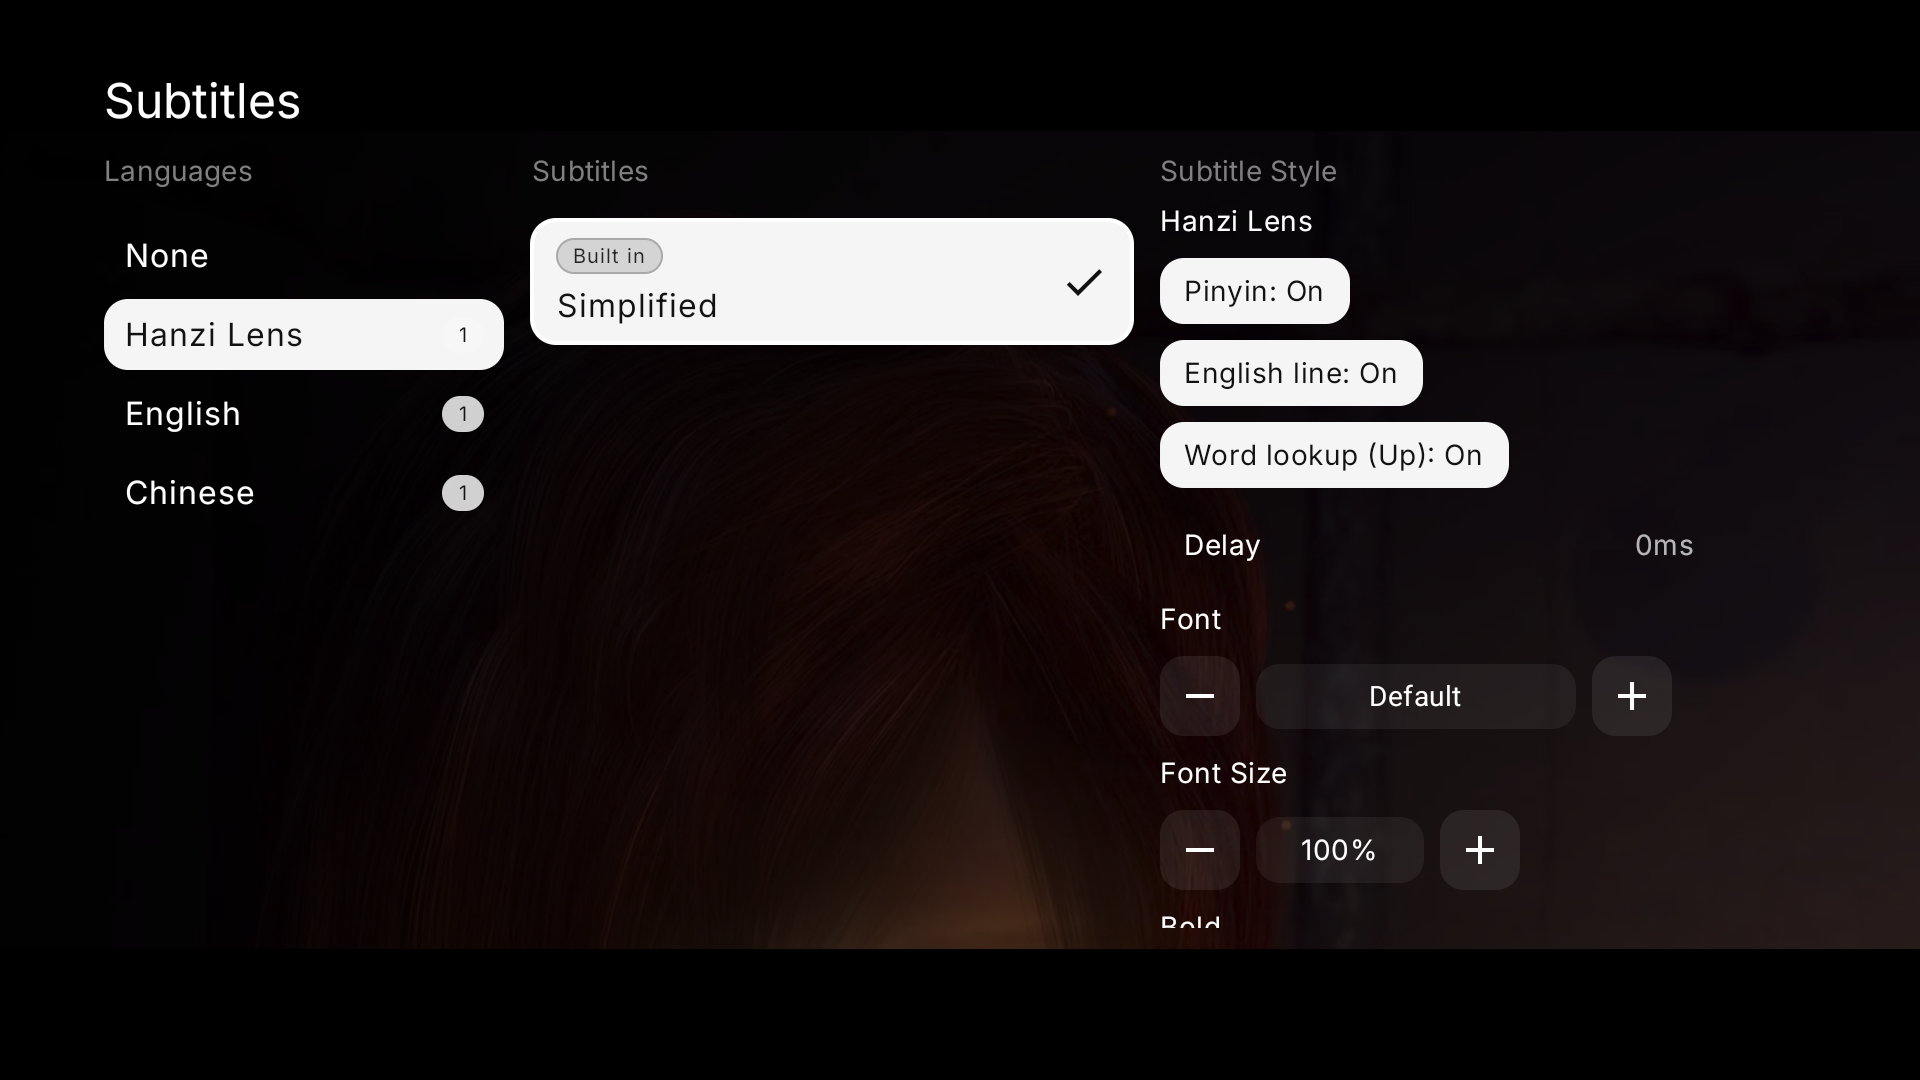 Subtitles
Languages
None
Hanzi Lens 1
English 1
Chinese 1
Subtitles
Built in
Simplified
Subtitle Style
Hanzi Lens
Pinyin: On
English line: On
Word lookup (Up): On
Delay 0ms
Font
Default
Font Size
100%
Bold